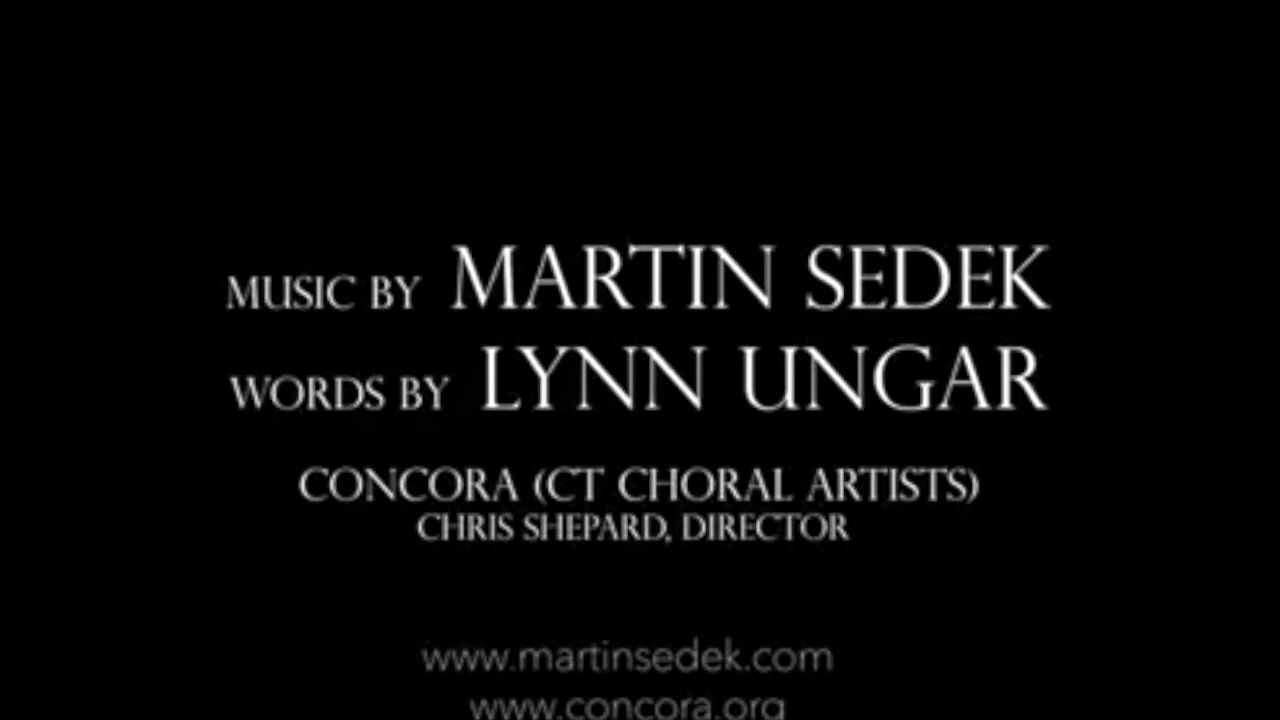 MUSIC BY MARTIN SEDEK
WORDS BY LYNN UNGAR
CONCORA (CT CHORAL ARTISTS)
CHRIS SHEPARD, DIRECTOR
www.martinsedek.com
www.concora.org